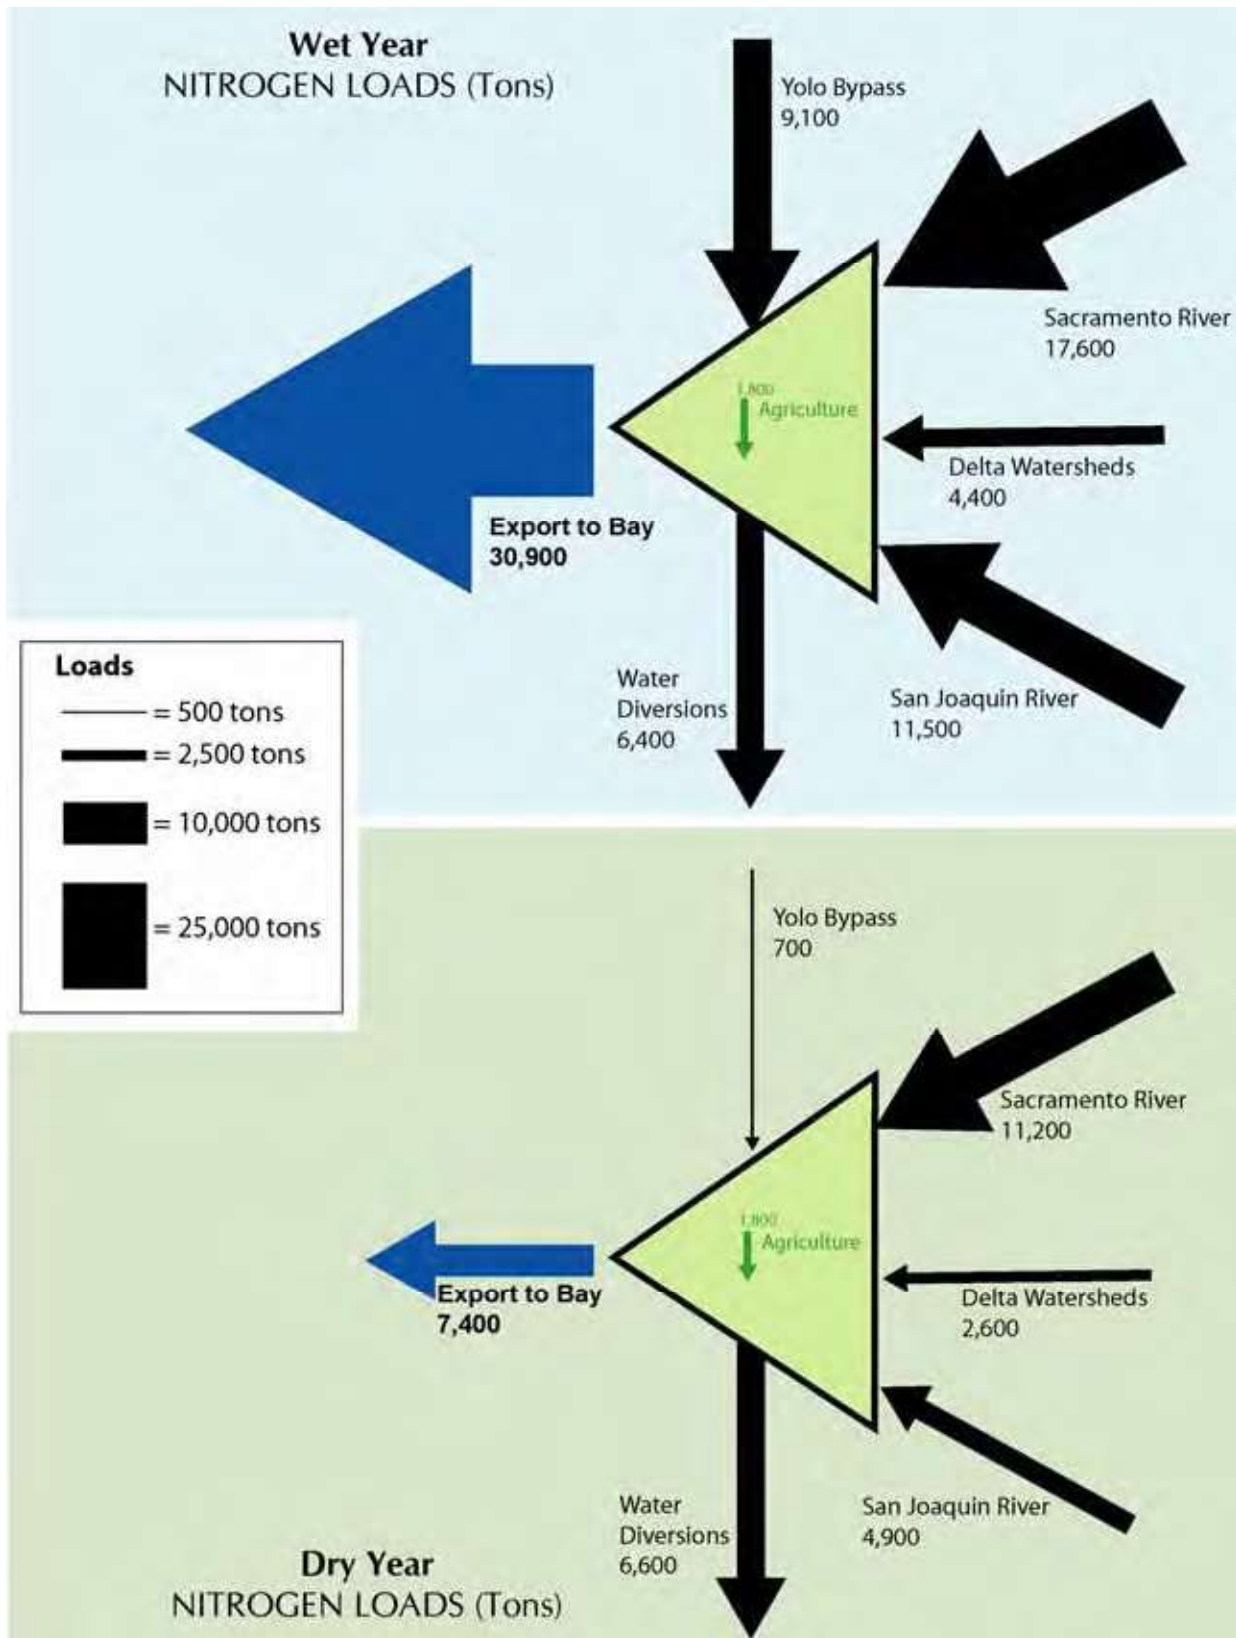 Wet Year
NITROGEN LOADS (Tons)
Yolo Bypass
9,100
Sacramento River
17,600
1,800
Agriculture
Delta Watersheds
4,400
Export to Bay
30,900
Water
Diversions
6,400
San Joaquin River
11,500
Loads
= 500 tons
= 2,500 tons
= 10,000 tons
= 25,000 tons
Yolo Bypass
700
Sacramento River
11,200
1,800
Agriculture
Export to Bay
7,400
Delta Watersheds
2,600
Water
Diversions
6,600
San Joaquin River
4,900
Dry Year
NITROGEN LOADS (Tons)